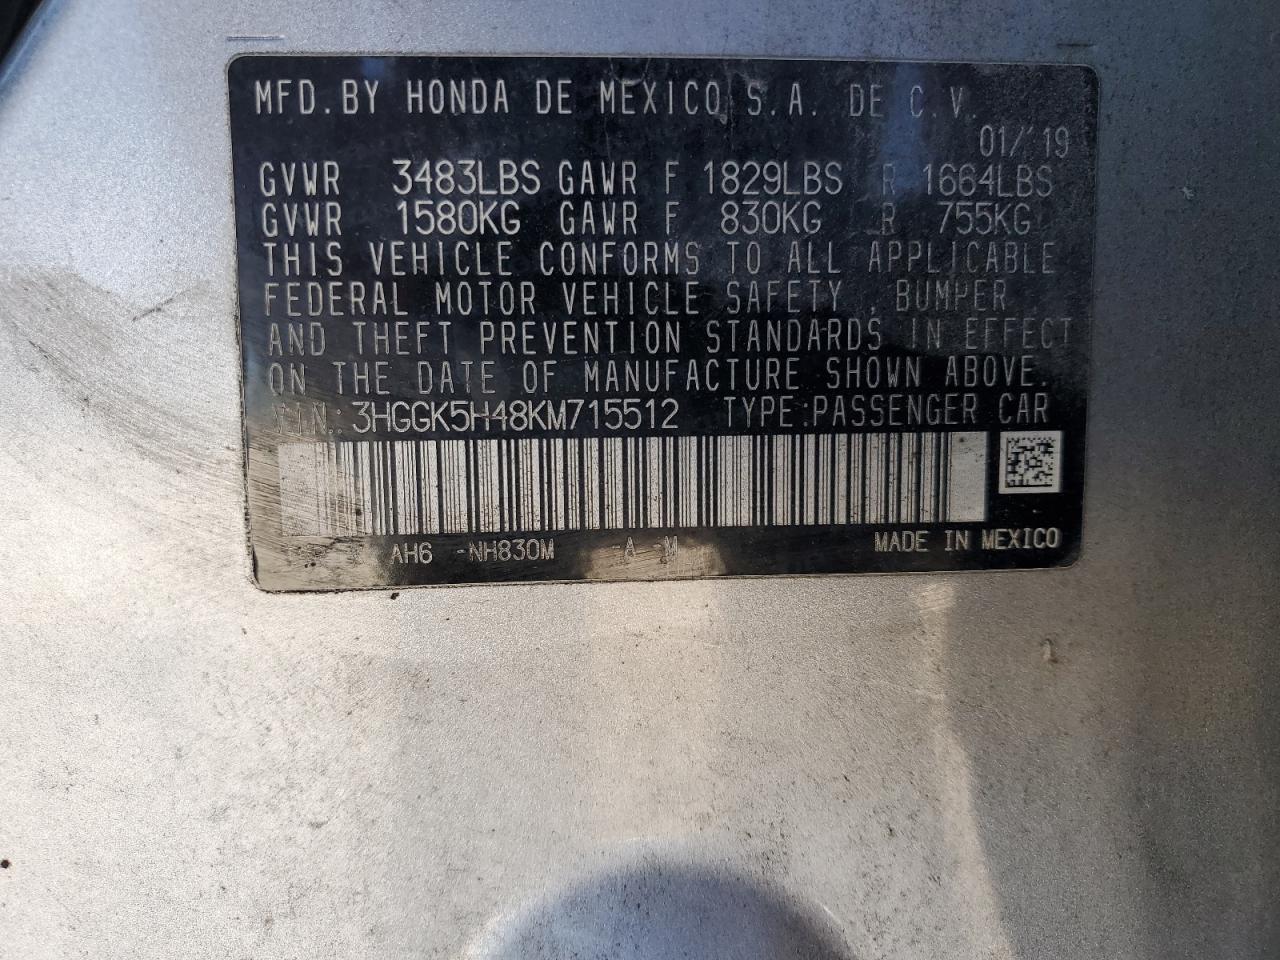 MFD.BY HONDA DE MEXICO S.A. DE C.V.
01/'19
GVWR 3483LBS GAWR F 1829LBS R 1664LBS
GVWR 1580KG GAWR F 830KG R 755KG
THIS VEHICLE CONFORMS TO ALL APPLICABLE
FEDERAL MOTOR VEHICLE SAFETY, BUMPER
AND THEFT PREVENTION STANDARDS IN EFFECT
ON THE DATE OF MANUFACTURE SHOWN ABOVE.
VIN.: 3HGGK5H48KM715512 TYPE:PASSENGER CAR
AH6 -NH830M -A -M MADE IN MEXICO